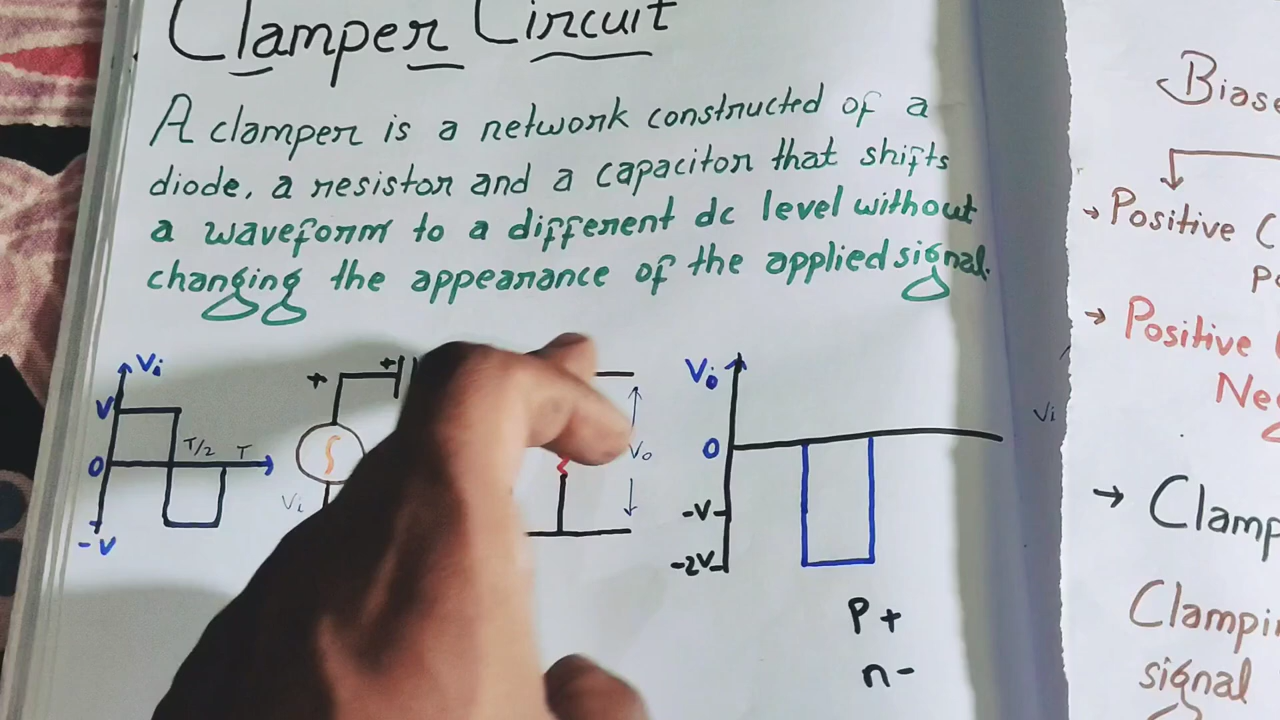 Clamper Circuit
A clamper is a network constructed of a
diode, a resistor and a capacitor that shifts
a waveform to a different dc level without
changing the appearance of the applied signal.
Vi
V
0
-V
T/2 T
+ +
Vi
Vo
Vo
0
-V
-2V
P +
n -
Biase
→ Positive C
Po
→ Positive
Neg
Vi
→ Clamp
Clampi
signal